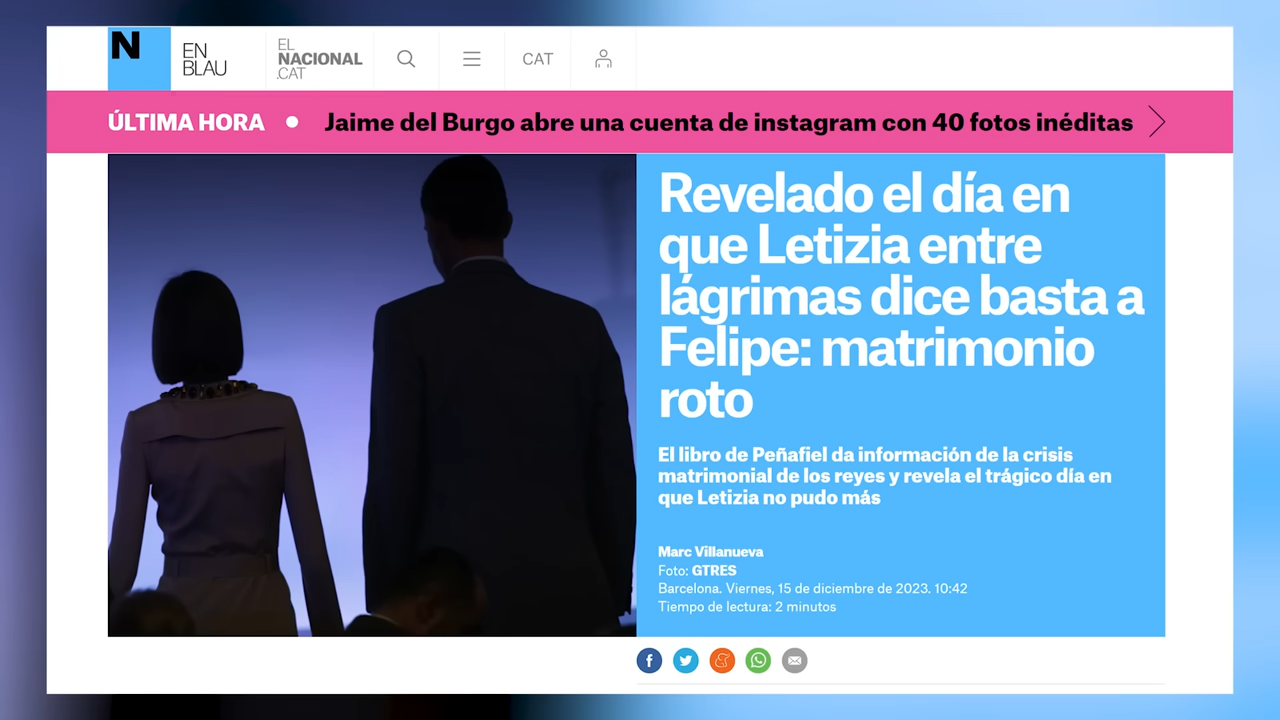 N
EN
BLAU
EL
NACIONAL
.CAT
CAT
ÚLTIMA HORA • Jaime del Burgo abre una cuenta de instagram con 40 fotos inéditas
Revelado el día en
que Letizia entre
lágrimas dice basta a
Felipe: matrimonio
roto
El libro de Peñafiel da información de la crisis
matrimonial de los reyes y revela el trágico día en
que Letizia no pudo más
Marc Villanueva
Foto: GTRES
Barcelona. Viernes, 15 de diciembre de 2023. 10:42
Tiempo de lectura: 2 minutos